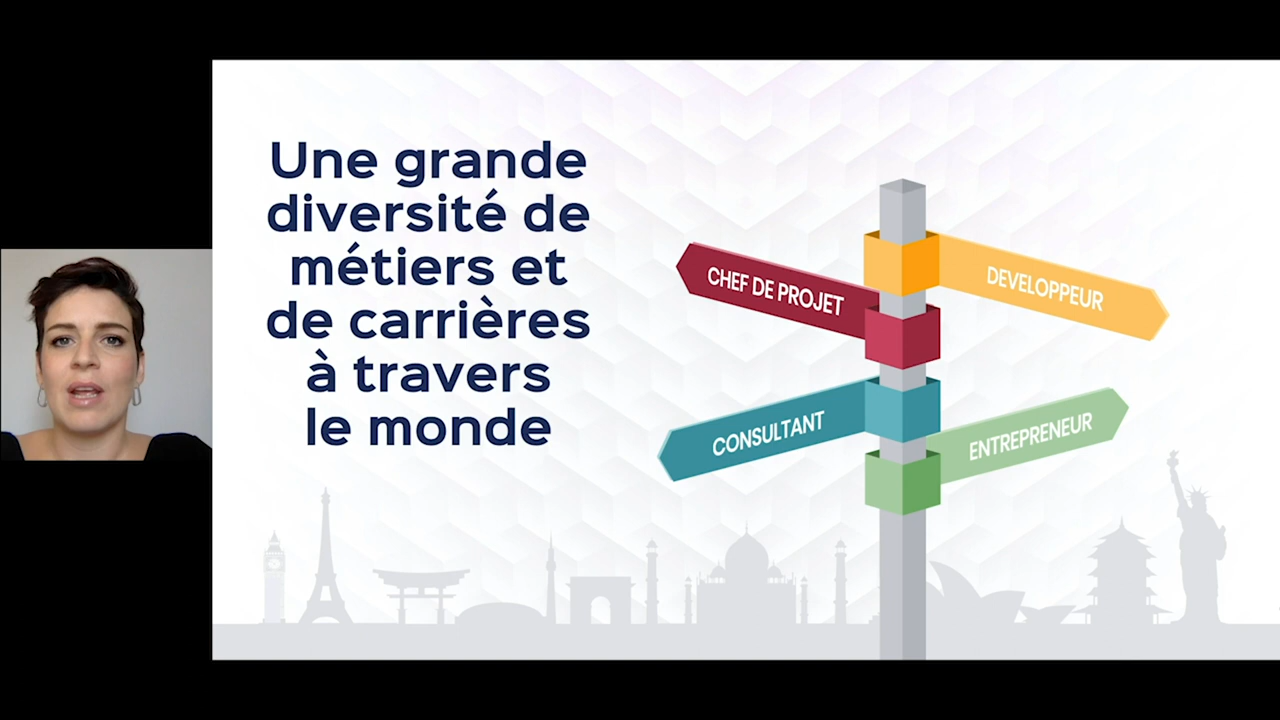 Une grande
diversité de
métiers et
de carrières
à travers
le monde
CHEF DE PROJET
DEVELOPPEUR
CONSULTANT
ENTREPRENEUR